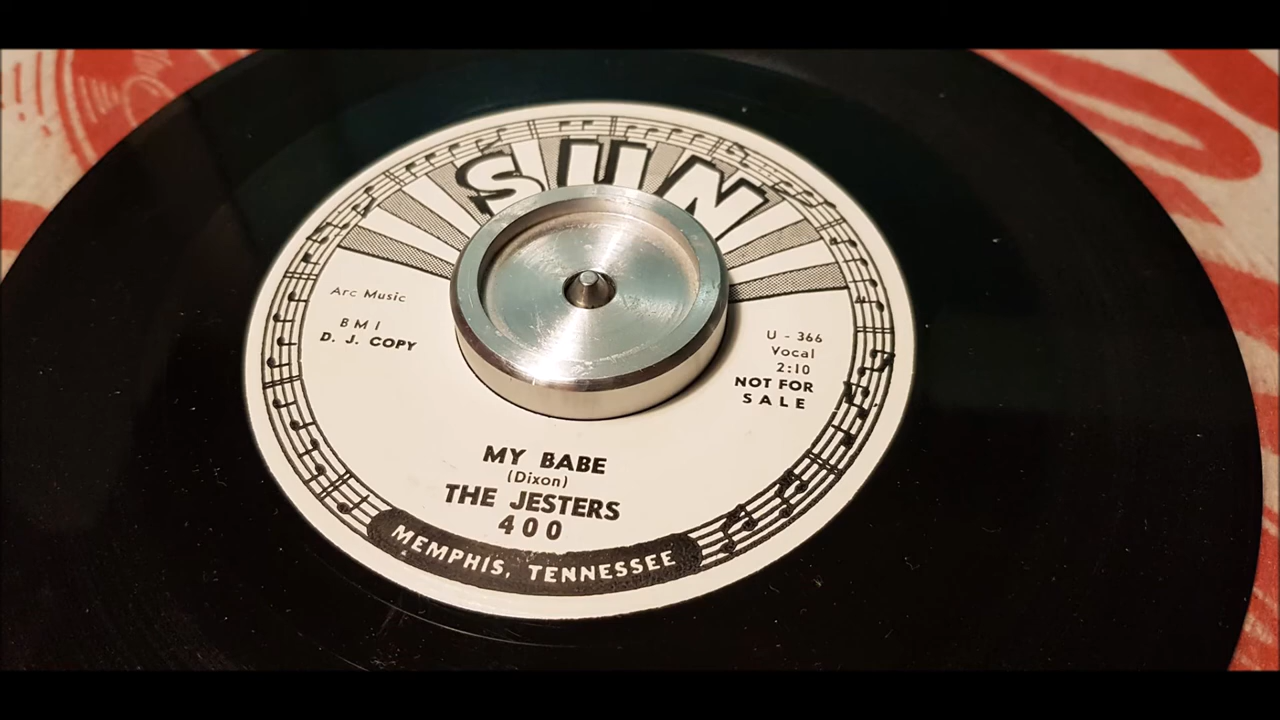 SUN
Arc Music
BMI
D. J. COPY
U - 366
Vocal
2:10
NOT FOR
SALE
MY BABE
(Dixon)
THE JESTERS
400
MEMPHIS, TENNESSEE